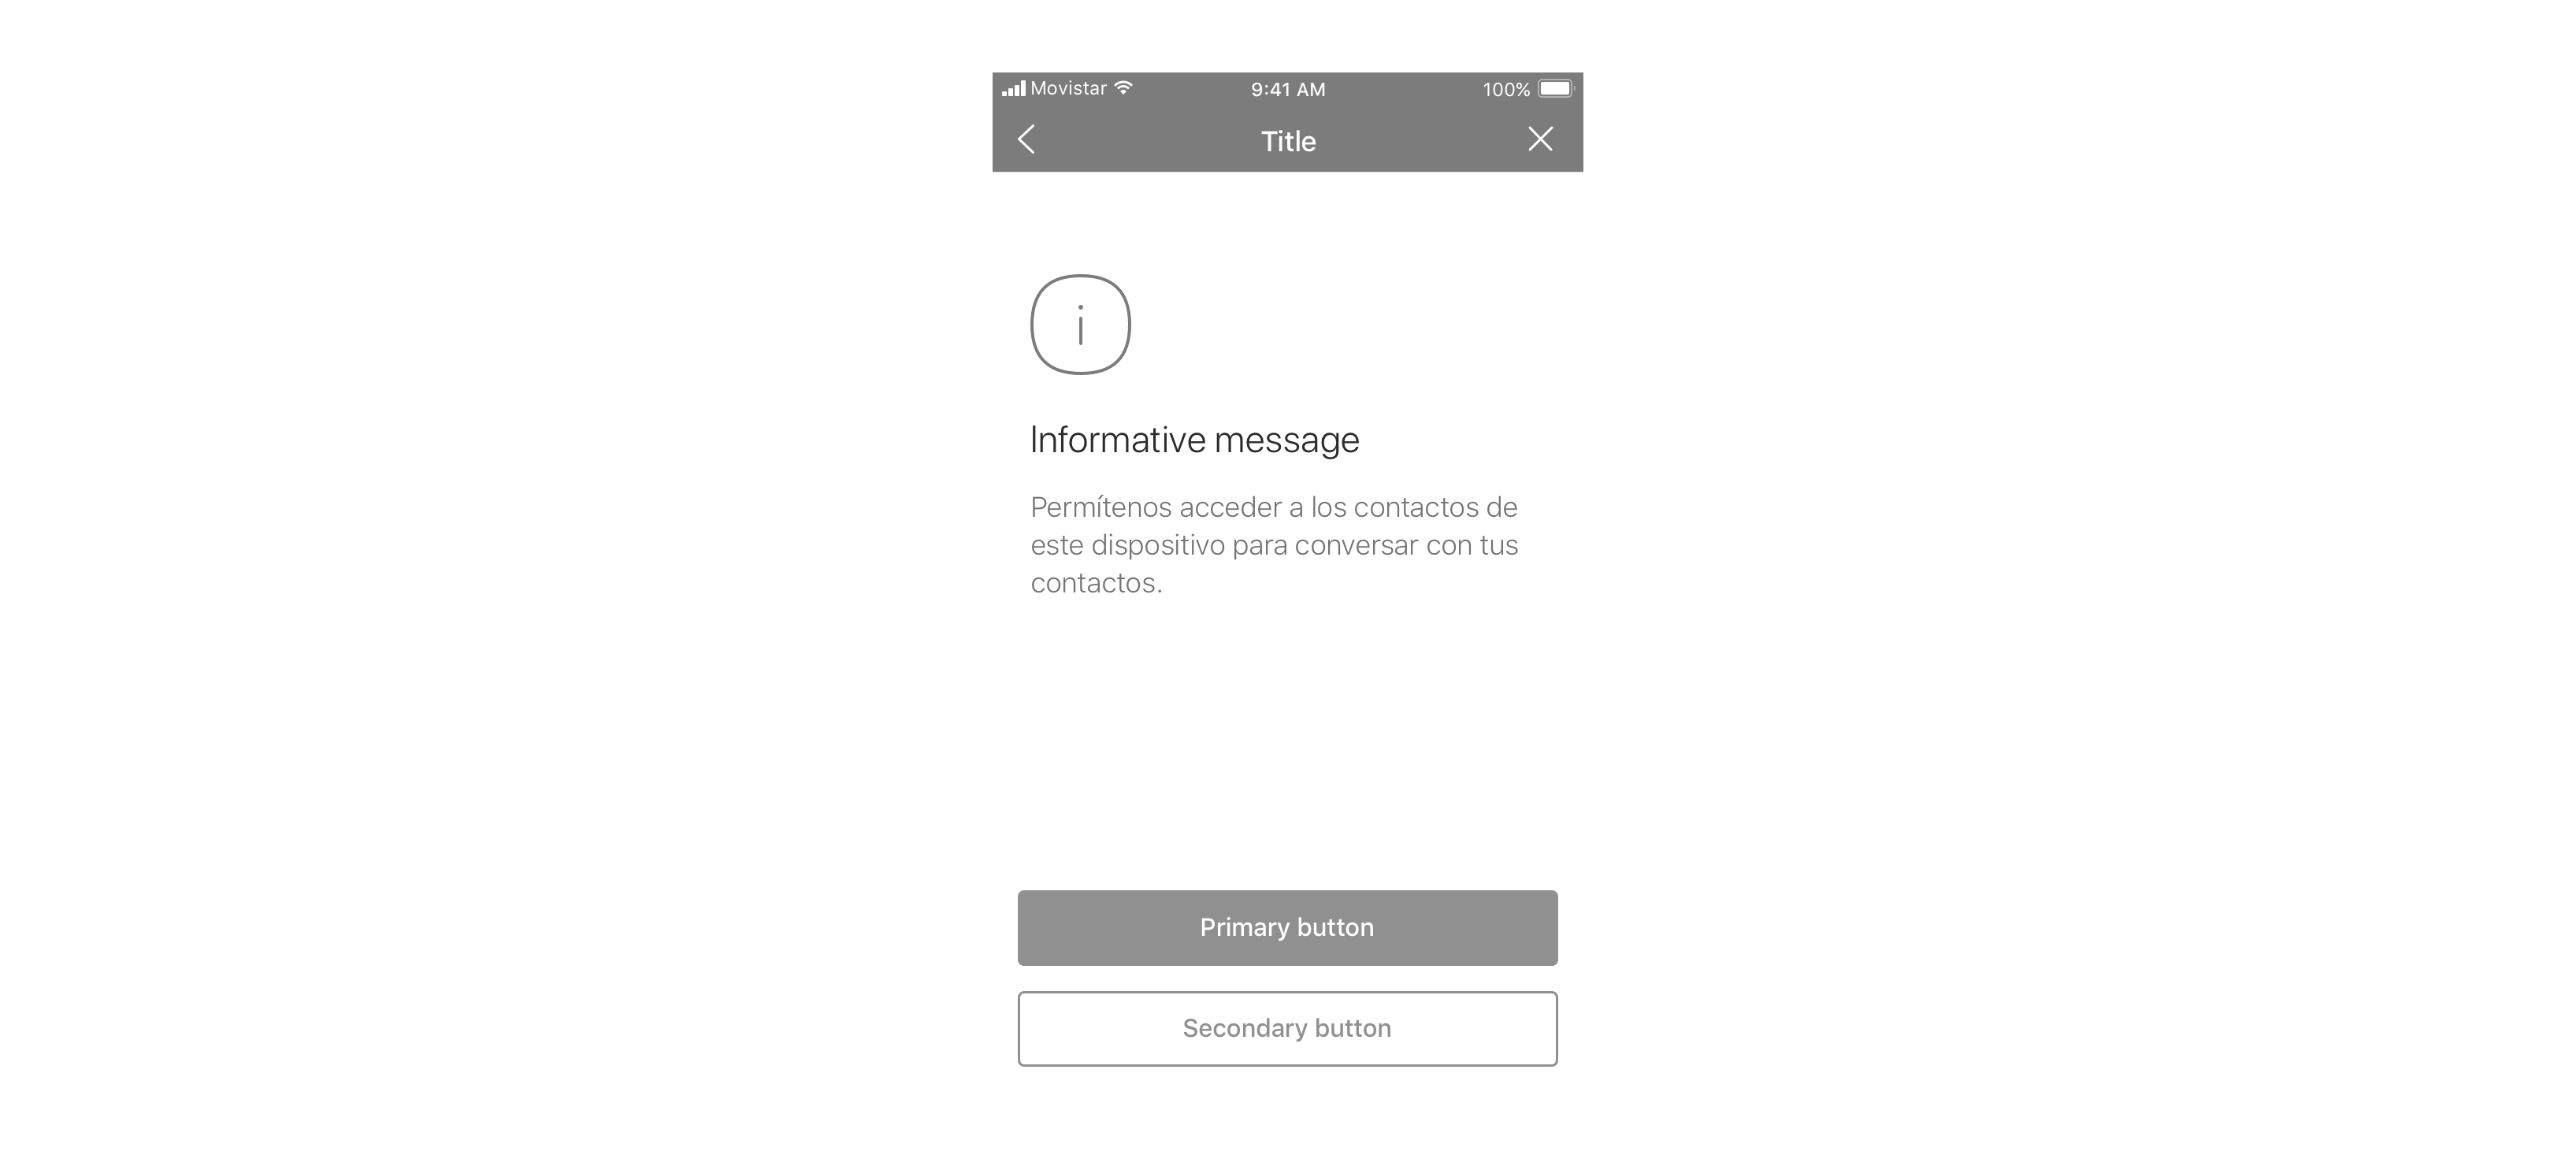 Movistar 9:41 AM 100%
Title
i
Informative message
Permítenos acceder a los contactos de
este dispositivo para conversar con tus
contactos.
Primary button
Secondary button